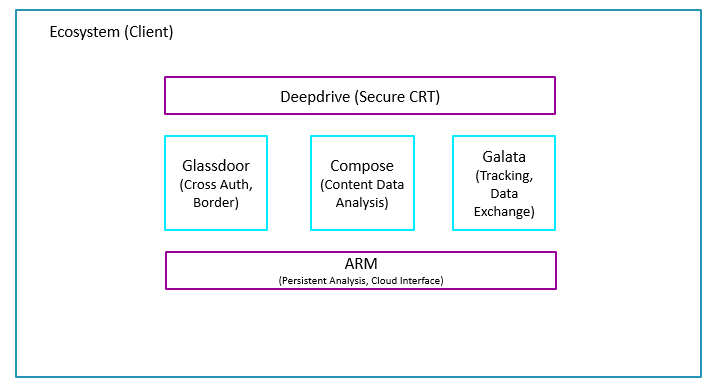 Ecosystem (Client)
Deepdrive (Secure CRT)
Glassdoor
(Cross Auth,
Border)
Compose
(Content Data
Analysis)
Galata
(Tracking,
Data
Exchange)
ARM
(Persistent Analysis, Cloud Interface)